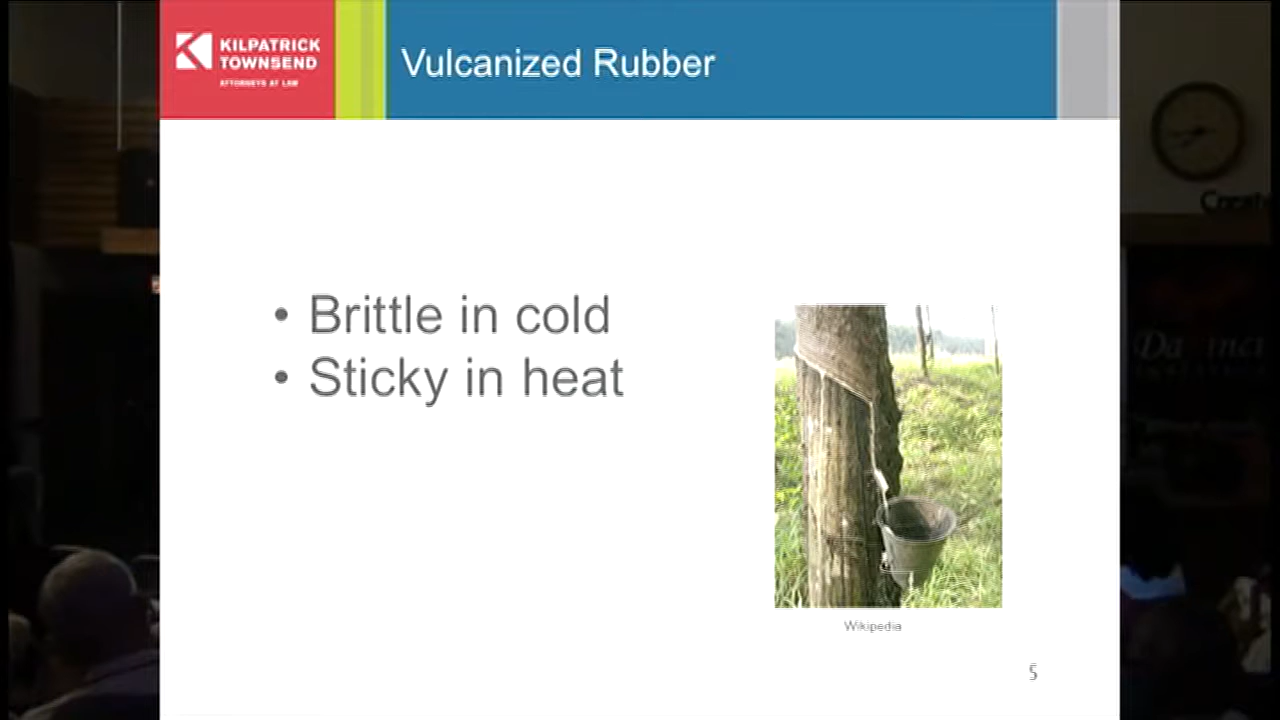 KILPATRICK
TOWNSEND
ATTORNEYS AT LAW
Vulcanized Rubber
• Brittle in cold
• Sticky in heat
Wikipedia
5